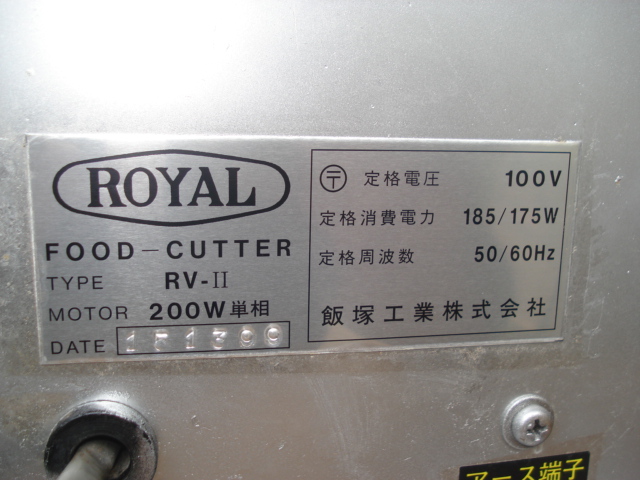 ROYAL
FOOD-CUTTER
TYPE RV-II
MOTOR 200W単相
DATE
〒 定格電圧 100V
定格消費電力 185/175W
定格周波数 50/60Hz
飯塚工業株式会社
アース端子